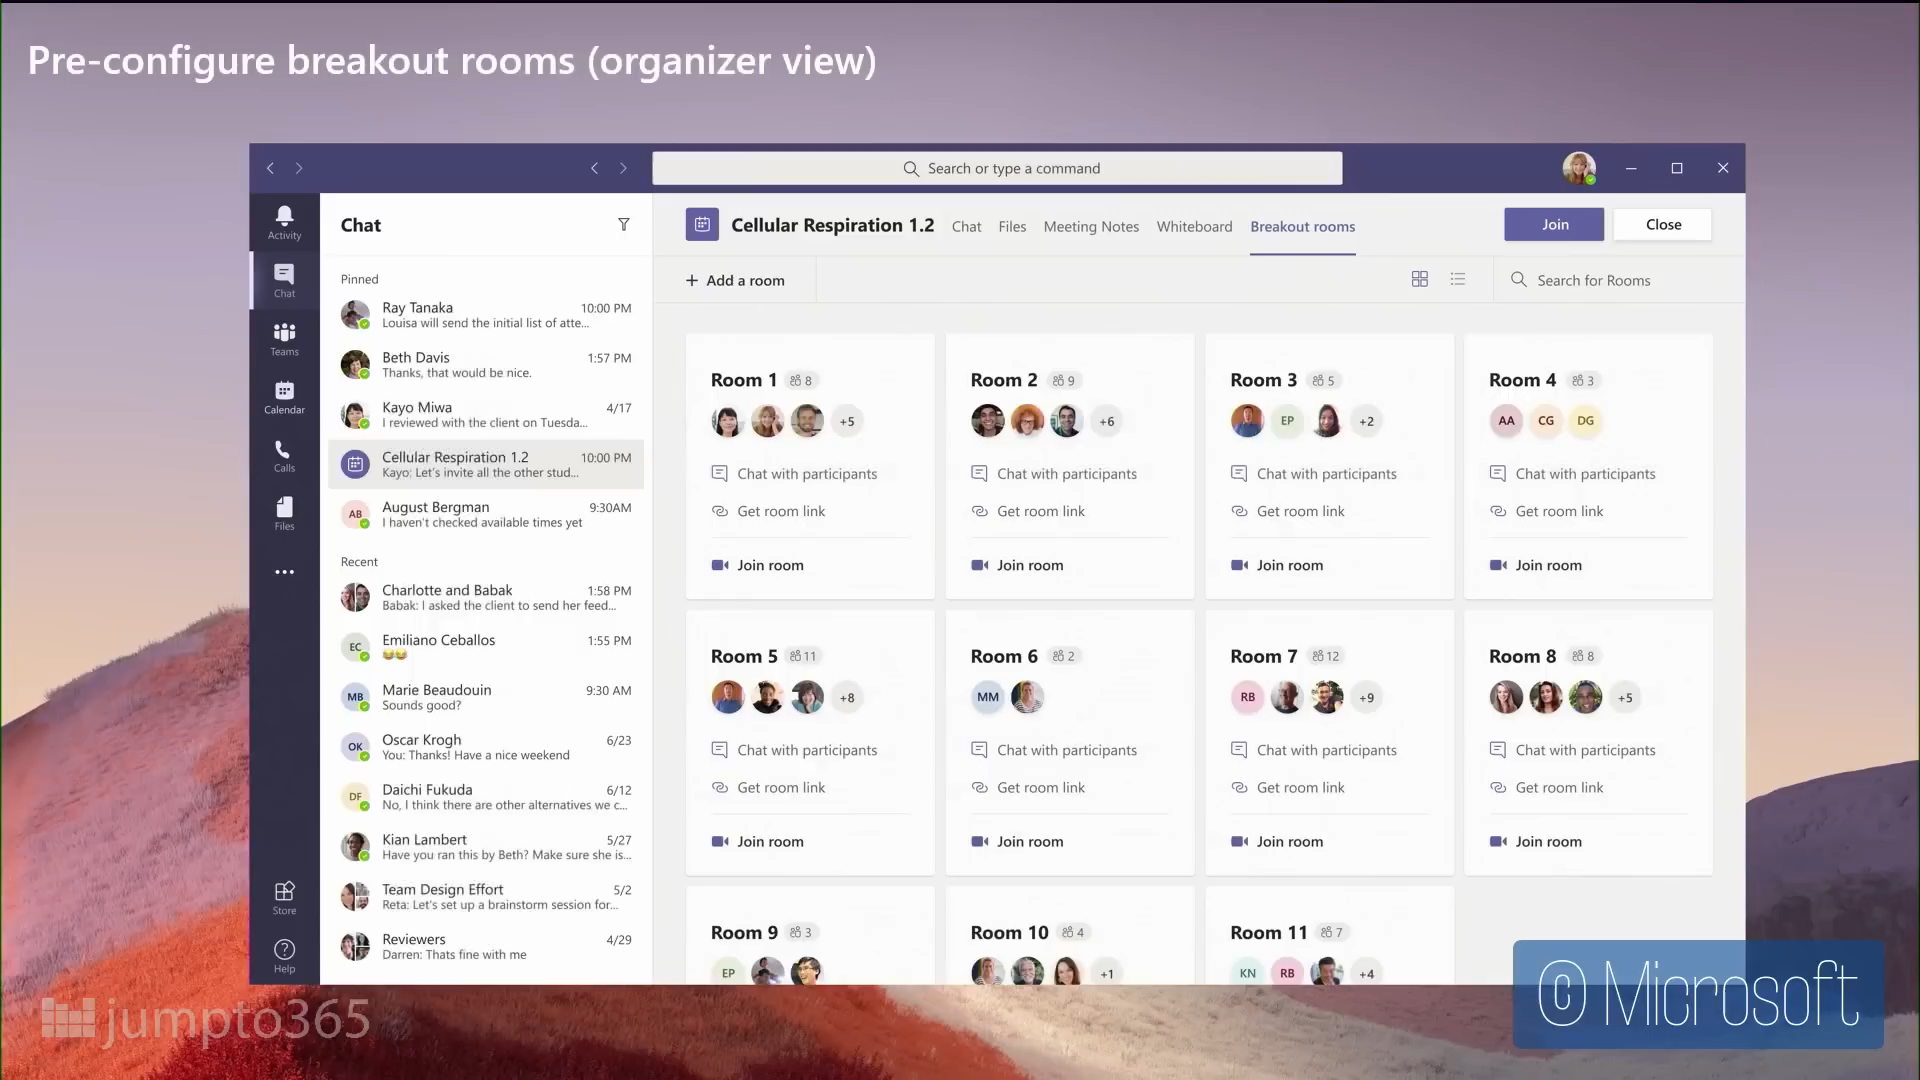 Pre-configure breakout rooms (organizer view)
Search or type a command
Activity
Chat
Teams
Calendar
Calls
Files
Store
Help
Chat
Pinned
Ray Tanaka 10:00 PM
Louisa will send the initial list of atte...
Beth Davis 1:57 PM
Thanks, that would be nice.
Kayo Miwa 4/17
I reviewed with the client on Tuesda...
Cellular Respiration 1.2 10:00 PM
Kayo: Let's invite all the other stud...
AB
August Bergman 9:30AM
I haven't checked available times yet
Recent
Charlotte and Babak 1:58 PM
Babak: I asked the client to send her feed...
EC
Emiliano Ceballos 1:55 PM
MB
Marie Beaudouin 9:30 AM
Sounds good?
OK
Oscar Krogh 6/23
You: Thanks! Have a nice weekend
DF
Daichi Fukuda 6/12
No, I think there are other alternatives we c...
Kian Lambert 5/27
Have you ran this by Beth? Make sure she is...
Team Design Effort 5/2
Reta: Let's set up a brainstorm session for...
Reviewers 4/29
Darren: Thats fine with me
Cellular Respiration 1.2 Chat Files Meeting Notes Whiteboard Breakout rooms Join Close
+ Add a room Search for Rooms
Room 1 8
+5
Chat with participants
Get room link
Join room
Room 2 9
+6
Chat with participants
Get room link
Join room
Room 3 5
EP +2
Chat with participants
Get room link
Join room
Room 4 3
AA CG DG
Chat with participants
Get room link
Join room
Room 5 11
+8
Chat with participants
Get room link
Join room
Room 6 2
MM
Chat with participants
Get room link
Join room
Room 7 12
RB +9
Chat with participants
Get room link
Join room
Room 8 8
+5
Chat with participants
Get room link
Join room
Room 9 3
EP
Room 10 4
+1
Room 11 7
KN RB +4
jumpto365
© Microsoft